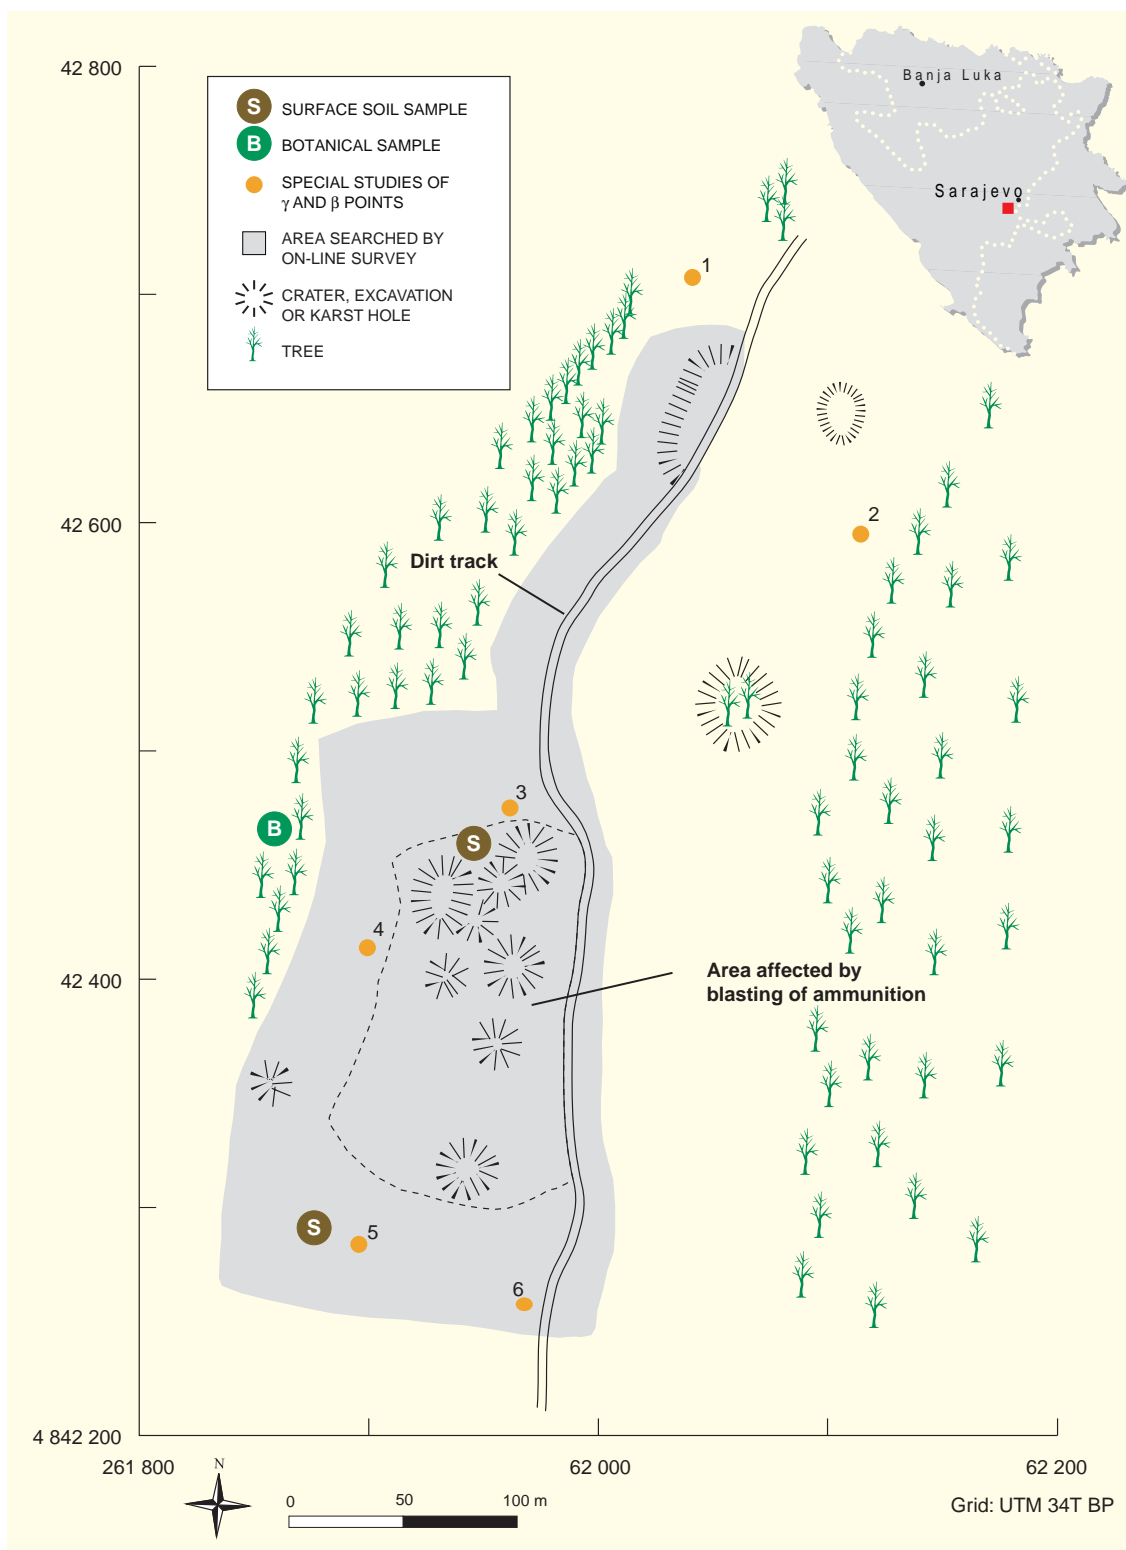 42 800
42 600
42 400
4 842 200
261 800
62 000
62 200
S SURFACE SOIL SAMPLE
B BOTANICAL SAMPLE
SPECIAL STUDIES OF
γ AND β POINTS
AREA SEARCHED BY
ON-LINE SURVEY
CRATER, EXCAVATION
OR KARST HOLE
TREE
Banja Luka
Sarajevo
1
2
Dirt track
3
B
S
4
Area affected by
blasting of ammunition
S
5
6
N
0 50 100 m
Grid: UTM 34T BP